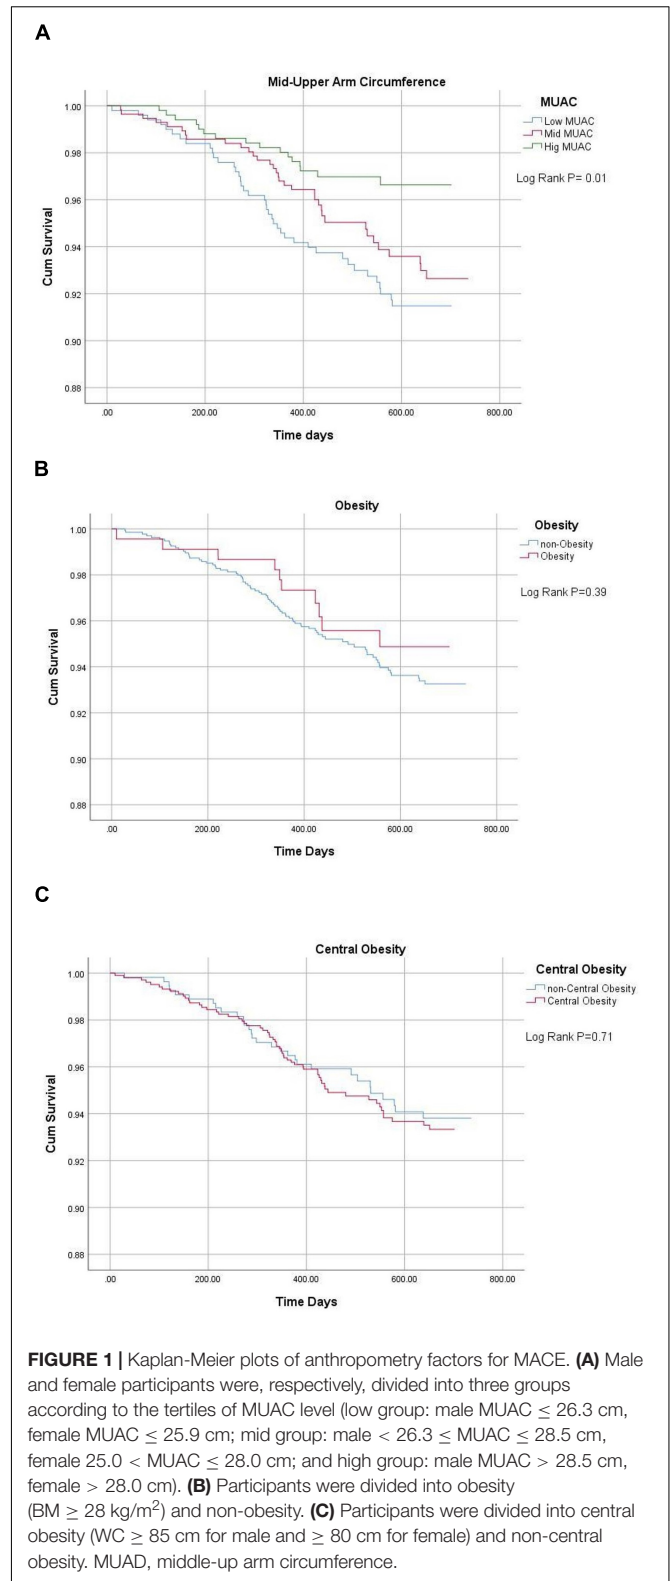 A
Mid-Upper Arm Circumference
MUAC
Low MUAC
Mid MUAC
Hig MUAC
Log Rank P= 0.01
Cum Survival
1.00
0.98
0.96
0.94
0.92
0.90
0.88
.00 200.00 400.00 600.00 800.00
Time days
B
Obesity
Obesity
non-Obesity
Obesity
Log Rank P=0.39
Cum Survival
1.00
0.98
0.96
0.94
0.92
0.90
0.88
.00 200.00 400.00 600.00 800.00
Time Days
C
Central Obesity
Central Obesity
non-Central Obesity
Central Obesity
Log Rank P=0.71
Cum Survival
1.00
0.98
0.96
0.94
0.92
0.90
0.88
.00 200.00 400.00 600.00 800.00
Time Days
FIGURE 1 | Kaplan-Meier plots of anthropometry factors for MACE. (A) Male
and female participants were, respectively, divided into three groups
according to the tertiles of MUAC level (low group: male MUAC ≤ 26.3 cm,
female MUAC ≤ 25.9 cm; mid group: male < 26.3 ≤ MUAC ≤ 28.5 cm,
female 25.0 < MUAC ≤ 28.0 cm; and high group: male MUAC > 28.5 cm,
female > 28.0 cm). (B) Participants were divided into obesity
(BM ≥ 28 kg/m²) and non-obesity. (C) Participants were divided into central
obesity (WC ≥ 85 cm for male and ≥ 80 cm for female) and non-central
obesity. MUAD, middle-up arm circumference.